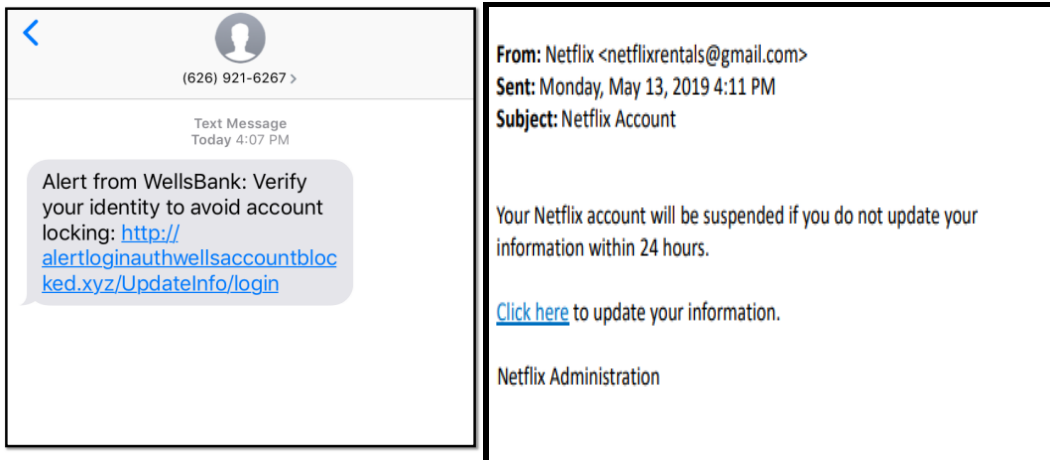 (626) 921-6267 >
Text Message
Today 4:07 PM
Alert from WellsBank: Verify
your identity to avoid account
locking: http://
alertloginauthwellsaccountbloc
ked.xyz/UpdateInfo/login
From: Netflix <netflixrentals@gmail.com>
Sent: Monday, May 13, 2019 4:11 PM
Subject: Netflix Account
Your Netflix account will be suspended if you do not update your
information within 24 hours.
Click here to update your information.
Netflix Administration